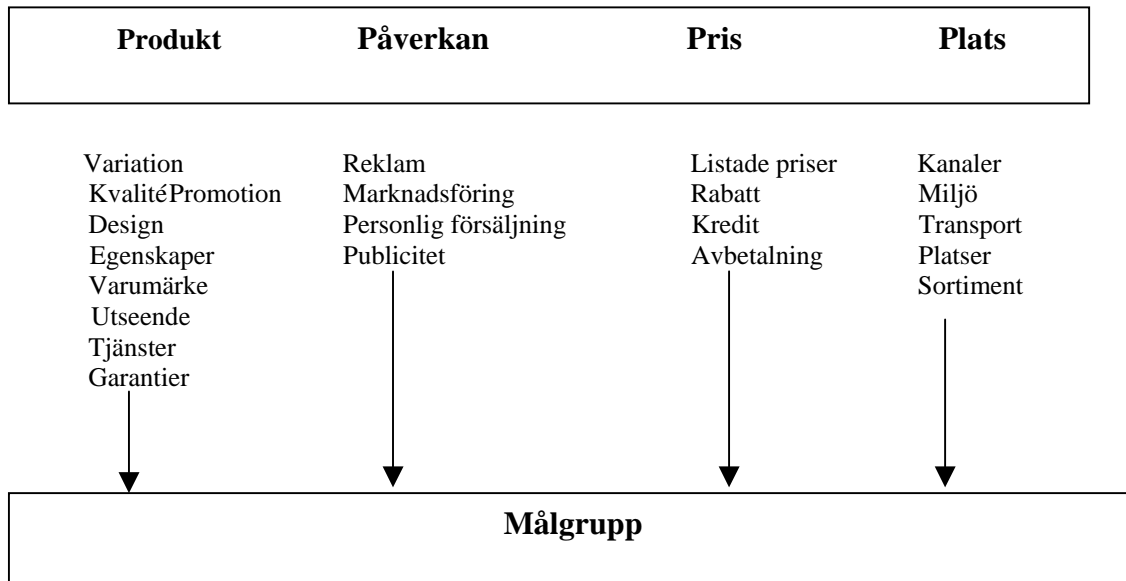 Produkt Påverkan Pris Plats
Variation Reklam Listade priser Kanaler
KvalitéPromotion Marknadsföring Rabatt Miljö
Design Personlig försäljning Kredit Transport
Egenskaper Publicitet Avbetalning Platser
Varumärke Sortiment
Utseende
Tjänster
Garantier
Målgrupp